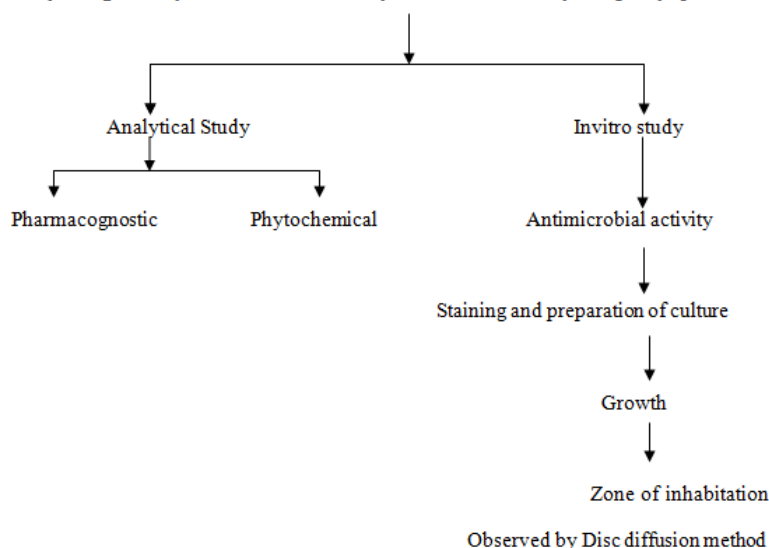 Analytical Study
Invitro study
Pharmacognostic
Phytochemical
Antimicrobial activity
Staining and preparation of culture
Growth
Zone of inhabitation
Observed by Disc diffusion method